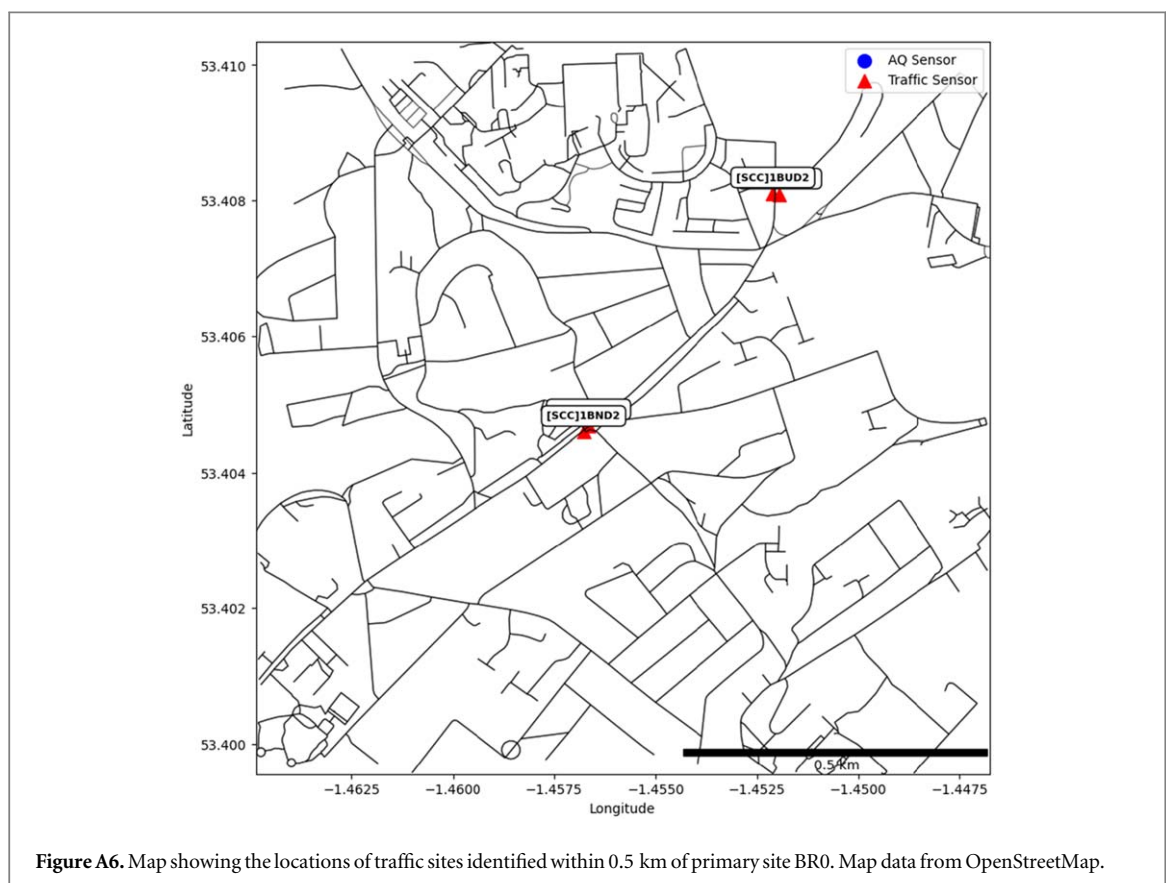 53.410
53.408
53.406
53.404
53.402
53.400
Latitude
AQ Sensor
Traffic Sensor
[SCC]1BUD2
[SCC]1BND2
0.5 km
−1.4625
−1.4600
−1.4575
−1.4550
−1.4525
−1.4500
−1.4475
Longitude
Figure A6. Map showing the locations of traffic sites identified within 0.5 km of primary site BR0. Map data from OpenStreetMap.